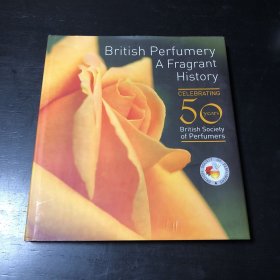 British Perfumery
A Fragrant
History
CELEBRATING
50
YEARS
British Society
of Perfumers